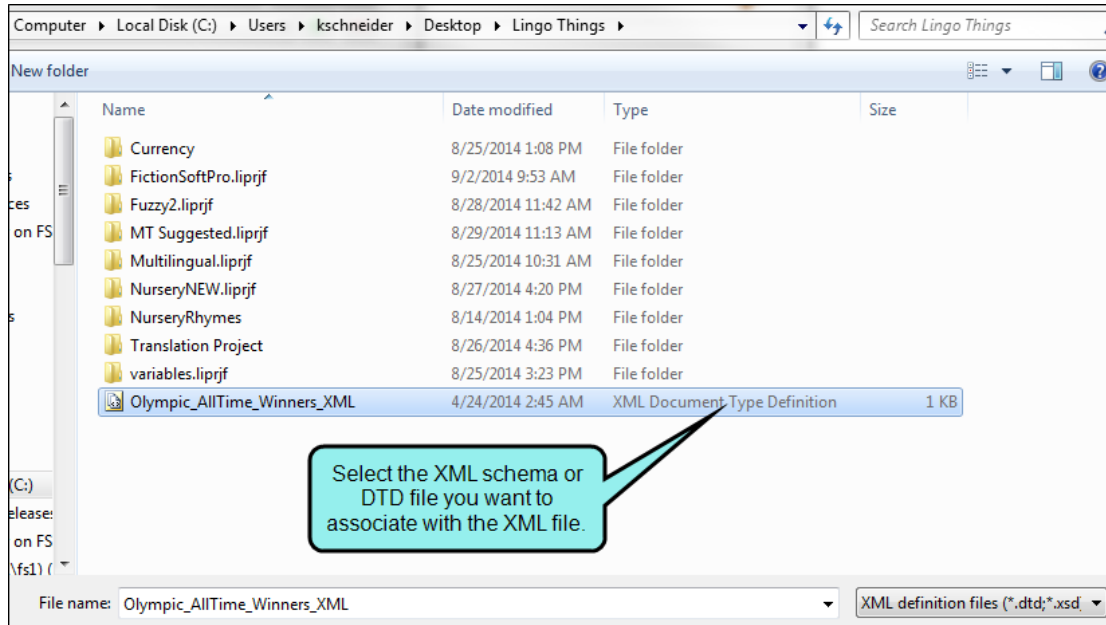 Computer ▸ Local Disk (C:) ▸ Users ▸ kschneider ▸ Desktop ▸ Lingo Things ▸ Search Lingo Things
New folder
Name Date modified Type Size
Currency 8/25/2014 1:08 PM File folder
FictionSoftPro.liprjf 9/2/2014 9:53 AM File folder
Fuzzy2.liprjf 8/28/2014 11:42 AM File folder
MT Suggested.liprjf 8/29/2014 11:13 AM File folder
Multilingual.liprjf 8/25/2014 10:31 AM File folder
NurseryNEW.liprjf 8/27/2014 4:20 PM File folder
NurseryRhymes 8/14/2014 1:04 PM File folder
Translation Project 8/26/2014 4:36 PM File folder
variables.liprjf 8/25/2014 3:23 PM File folder
Olympic_AllTime_Winners_XML 4/24/2014 2:45 AM XML Document Type Definition 1 KB
on FS
(C:)
on FS
\fs1) (
Select the XML schema or
DTD file you want to
associate with the XML file.
File name: Olympic_AllTime_Winners_XML XML definition files (*.dtd;*.xsd